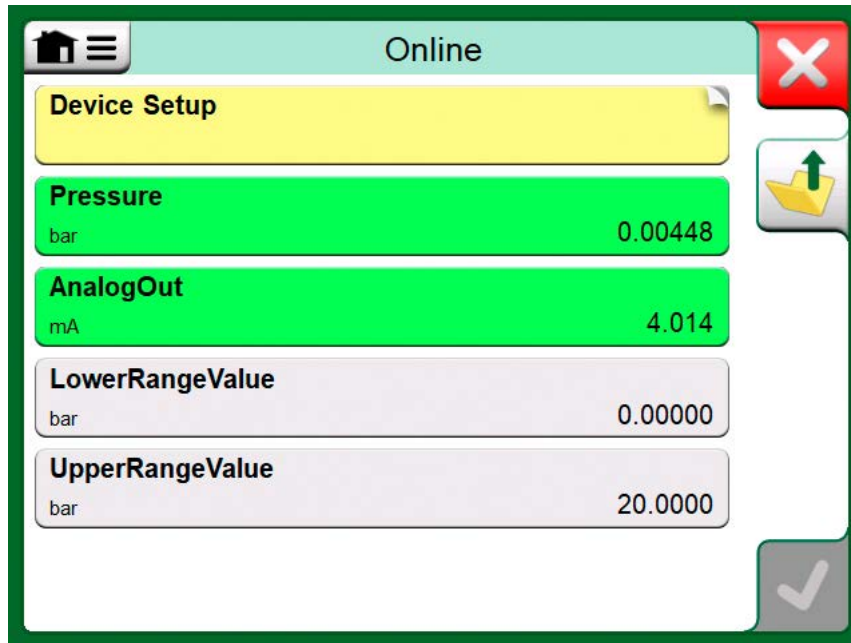 Online
Device Setup
Pressure
bar 0.00448
AnalogOut
mA 4.014
LowerRangeValue
bar 0.00000
UpperRangeValue
bar 20.0000